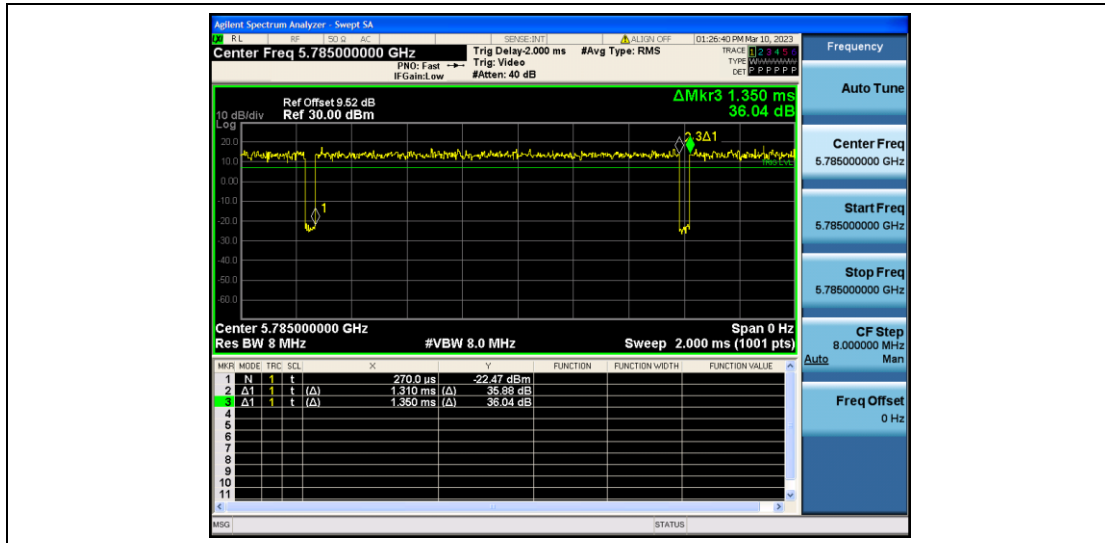 Agilent Spectrum Analyzer - Swept SA
RL RF 50 Ω AC SENSE:INT ALIGN OFF 01:26:40 PM Mar 10, 2023
Center Freq 5.785000000 GHz
PNO: Fast
IFGain:Low
Trig Delay-2.000 ms
Trig: Video
#Atten: 40 dB
#Avg Type: RMS
TRACE 1 2 3 4 5 6
TYPE
DET P P P P P P
ΔMkr3 1.350 ms
36.04 dB
Ref Offset 9.52 dB
10 dB/div Ref 30.00 dBm
Log
20.0
10.0
0.00
-10.0
-20.0
-30.0
-40.0
-50.0
-60.0
3Δ1
TRIG LVL
1
Center 5.785000000 GHz Span 0 Hz
Res BW 8 MHz #VBW 8.0 MHz Sweep 2.000 ms (1001 pts)
MKR MODE TRC SCL X Y FUNCTION FUNCTION WIDTH FUNCTION VALUE
1 N 1 t 270.0 us -22.47 dBm
2 Δ1 1 t (Δ) 1.310 ms (Δ) 35.88 dB
3 Δ1 1 t (Δ) 1.350 ms (Δ) 36.04 dB
4
5
6
7
8
9
10
11
MSG STATUS
Frequency
Auto Tune
Center Freq
5.785000000 GHz
Start Freq
5.785000000 GHz
Stop Freq
5.785000000 GHz
CF Step
8.000000 MHz
Auto Man
Freq Offset
0 Hz